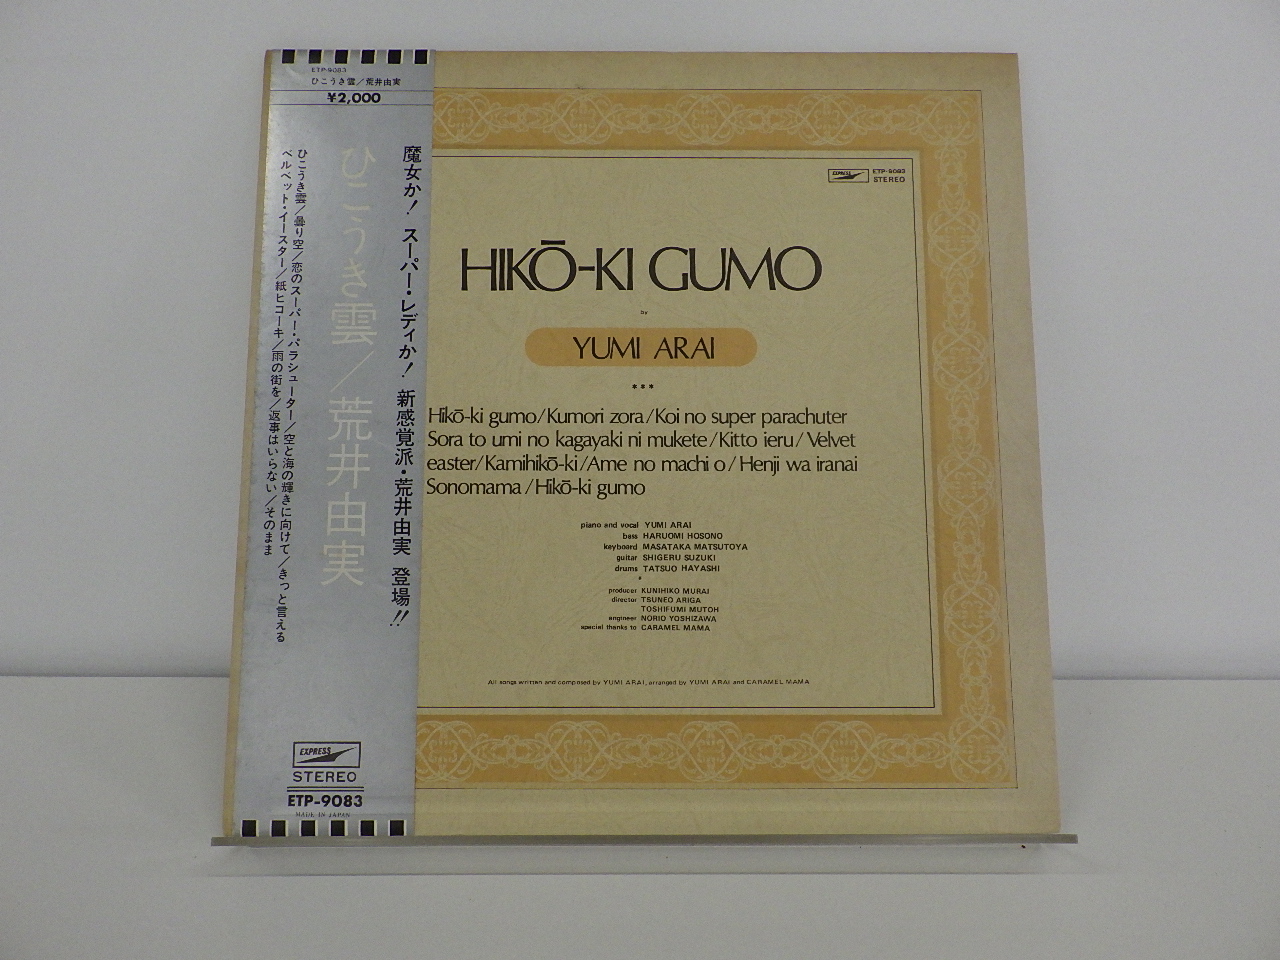 ETP-9083
ひこうき雲/荒井由実
¥2,000
魔女か! スーパー・レディか! 新感覚派・荒井由実 登場!!
ひこうき雲/荒井由実
ひこうき雲/曇り空/恋のスーパー・パラシューター/空と海の輝きに向けて/きっと言える
ベルベット・イースター/紙ヒコーキ/雨の街を/返事はいらない/そのまま
EXPRESS
STEREO
ETP-9083
MADE IN JAPAN
EXPRESS
ETP-9083
STEREO
HIKŌ-KI GUMO
by
YUMI ARAI
***
Hikō-ki gumo/Kumori zora/Koi no super parachuter
Sora to umi no kagayaki ni mukete/Kitto ieru/Velvet
easter/Kamihikō-ki/Ame no machi o/Henji wa iranai
Sonomama/Hikō-ki gumo
piano and vocal YUMI ARAI
bass HARUOMI HOSONO
keyboard MASATAKA MATSUTOYA
guitar SHIGERU SUZUKI
drums TATSUO HAYASHI
*
producer KUNIHIKO MURAI
director TSUNEO ARIGA
TOSHIFUMI MUTOH
engineer NORIO YOSHIZAWA
special thanks to CARAMEL MAMA
All songs written and composed by YUMI ARAI, arranged by YUMI ARAI and CARAMEL MAMA